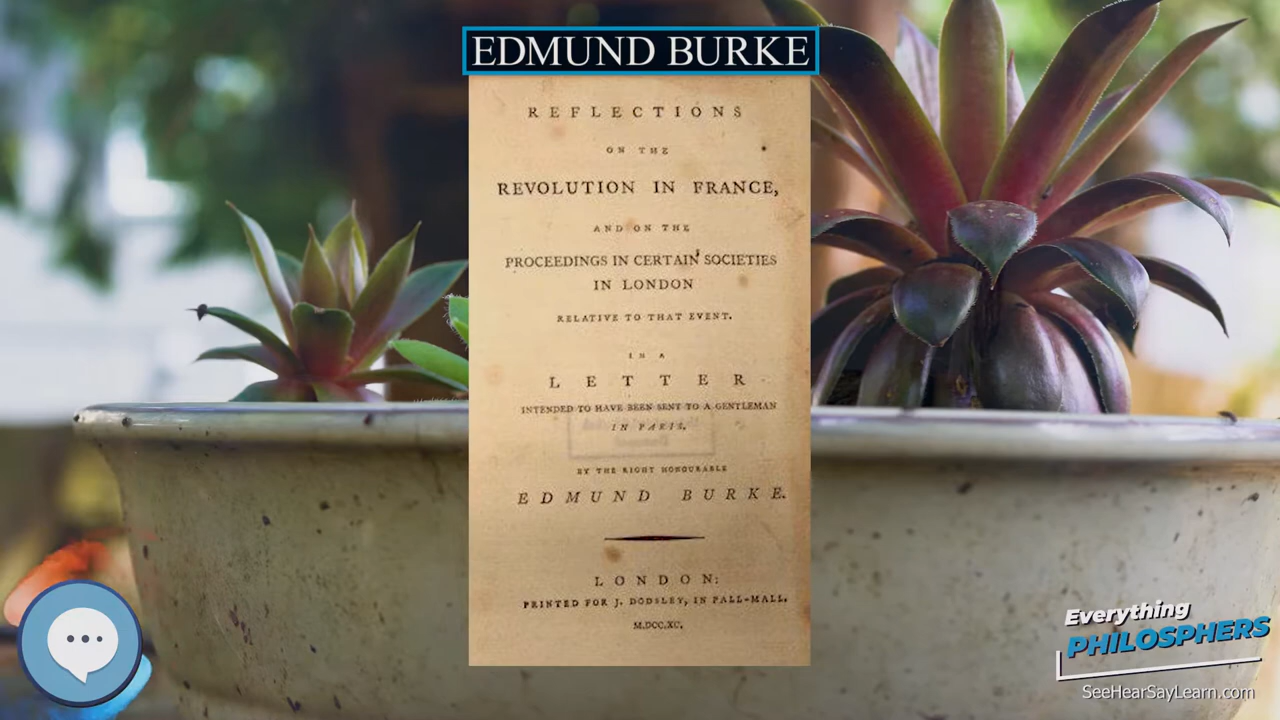 EDMUND BURKE
REFLECTIONS
ON THE
REVOLUTION IN FRANCE,
AND ON THE
PROCEEDINGS IN CERTAIN SOCIETIES
IN LONDON
RELATIVE TO THAT EVENT.
IN A
LETTER
INTENDED TO HAVE BEEN SENT TO A GENTLEMAN
IN PARIS.
BY THE RIGHT HONOURABLE
EDMUND BURKE.
LONDON:
PRINTED FOR J. DODSLEY, IN PALL-MALL.
M.DCC.XC.
Everything
PHILOSPHERS
SeeHearSayLearn.com